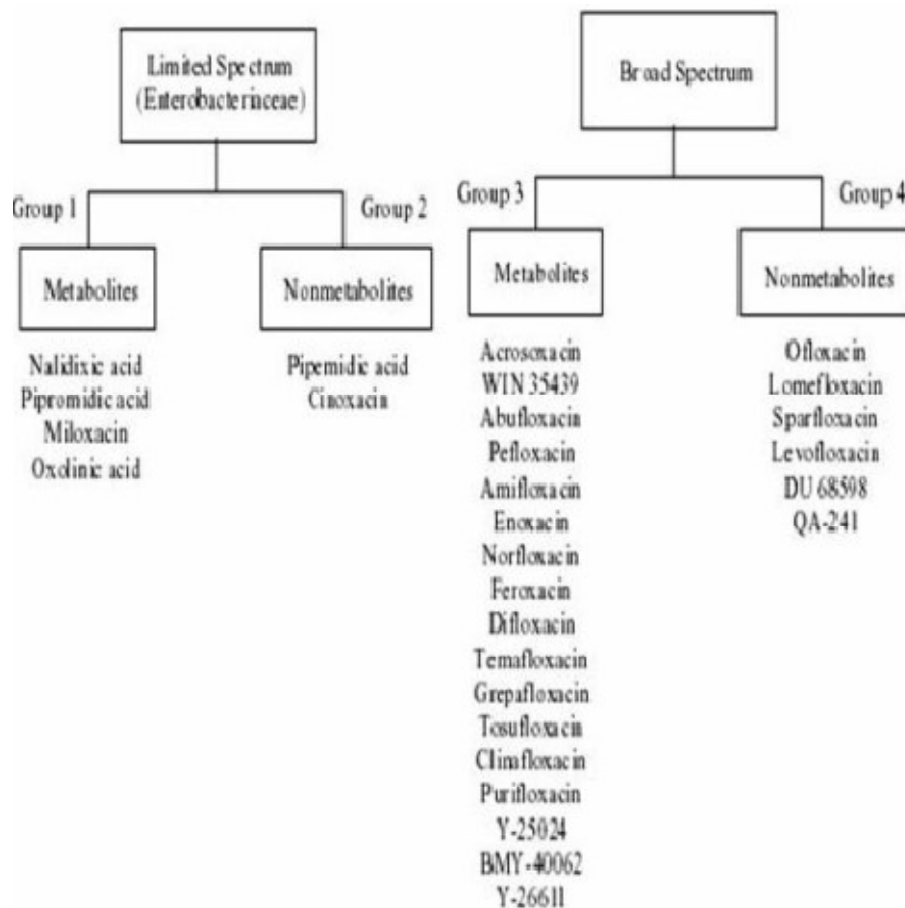 Limited Spectrum
(Enterobacteriaceae)
Group 1
Group 2
Metabolites
Nonmetabolites
Nalidixic acid
Pipromidic acid
Miloxacin
Oxolinic acid
Pipemidic acid
Cinoxacin
Broad Spectrum
Group 3
Group 4
Metabolites
Nonmetabolites
Acrosoxacin
WIN 35439
Abufloxacin
Pefloxacin
Amifloxacin
Enoxacin
Norfloxacin
Feroxacin
Difloxacin
Temafloxacin
Grepafloxacin
Tosufloxacin
Clinafloxacin
Purifloxacin
Y-25024
BMY-40062
Y-26611
Ofloxacin
Lomefloxacin
Sparfloxacin
Levofloxacin
DU 68598
QA-241